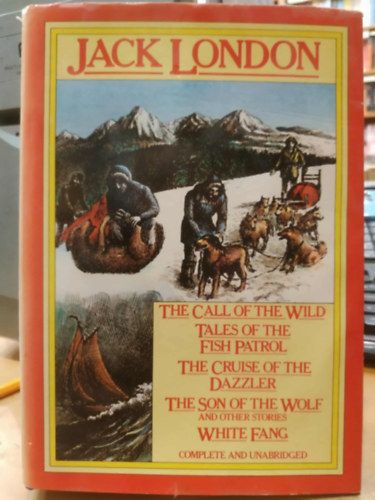 JACK LONDON
THE CALL OF THE WILD
TALES OF THE
FISH PATROL
THE CRUISE OF THE
DAZZLER
THE SON OF THE WOLF
AND OTHER STORIES
WHITE FANG
COMPLETE AND UNABRIDGED